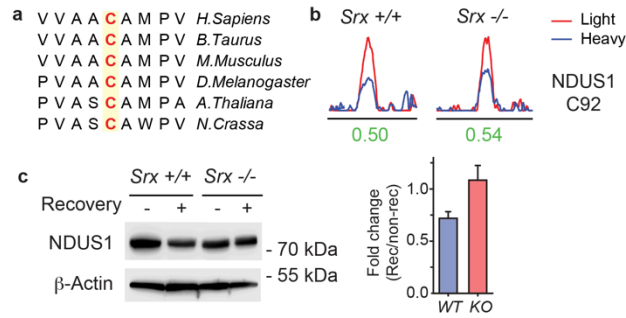 a
V V A A C A M P V H.Sapiens
V V A A C A M P V B.Taurus
V V A A C A M P V M.Musculus
P V A A C A M P V D.Melanogaster
P V A S C A M P A A.Thaliana
P V A S C A W P V N.Crassa
b
Srx +/+ Srx -/-
Light
Heavy
NDUS1
C92
0.50 0.54
c
Srx +/+ Srx -/-
Recovery - + - +
NDUS1 - 70 kDa
- 55 kDa
β-Actin
Fold change
(Rec/non-rec)
1.0
0.5
0.0
WT KO